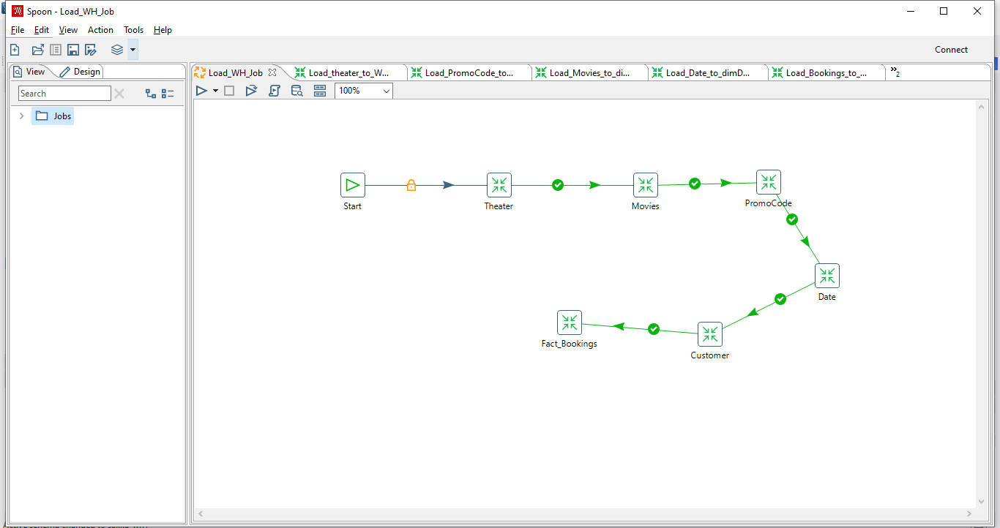 Spoon - Load_WH_Job
File Edit View Action Tools Help
Connect
View Design
Load_WH_Job Load_theater_to_W... Load_PromoCode_to... Load_Movies_to_di... Load_Date_to_dimD... Load_Bookings_to_... »2
Search
100%
Jobs
Start
Theater
Movies
PromoCode
Date
Fact_Bookings
Customer